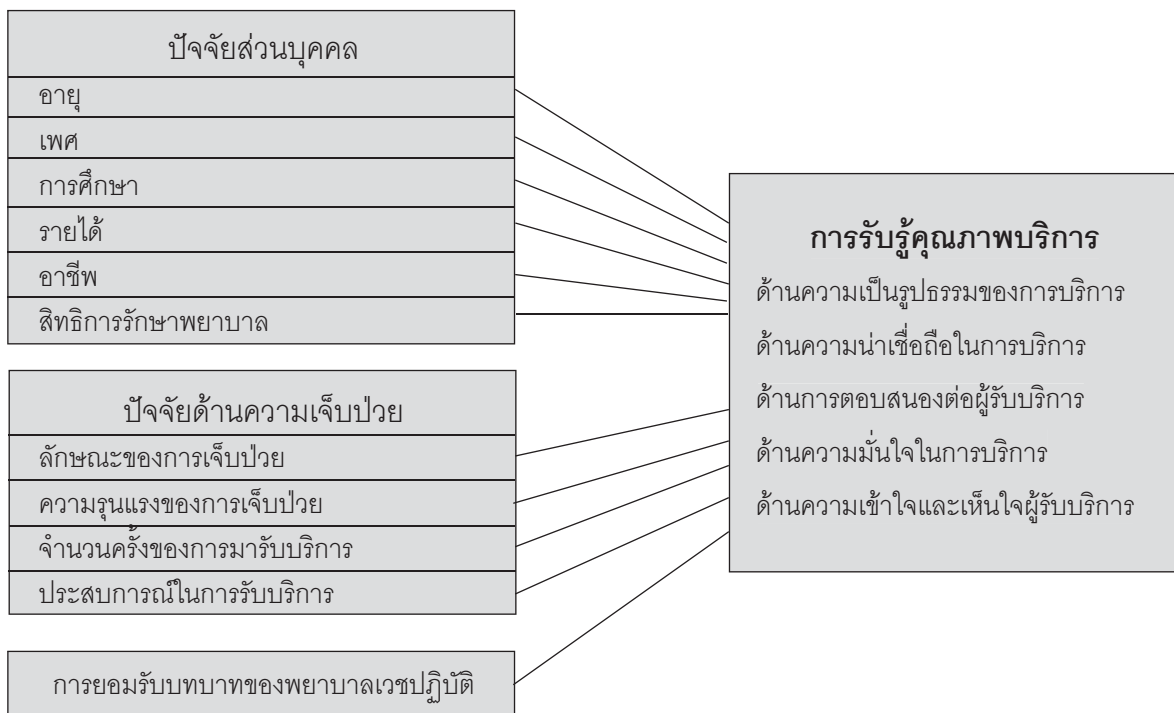 ปัจจัยส่วนบุคคล
อายุ
เพศ
การศึกษา
รายได้
อาชีพ
สิทธิการรักษาพยาบาล
ปัจจัยด้านความเจ็บป่วย
ลักษณะของการเจ็บป่วย
ความรุนแรงของการเจ็บป่วย
จำนวนครั้งของการมารับบริการ
ประสบการณ์ในการรับบริการ
การยอมรับบทบาทของพยาบาลเวชปฏิบัติ
การรับรู้คุณภาพบริการ
ด้านความเป็นรูปธรรมของการบริการ
ด้านความน่าเชื่อถือในการบริการ
ด้านการตอบสนองต่อผู้รับบริการ
ด้านความมั่นใจในการบริการ
ด้านความเข้าใจและเห็นใจผู้รับบริการ